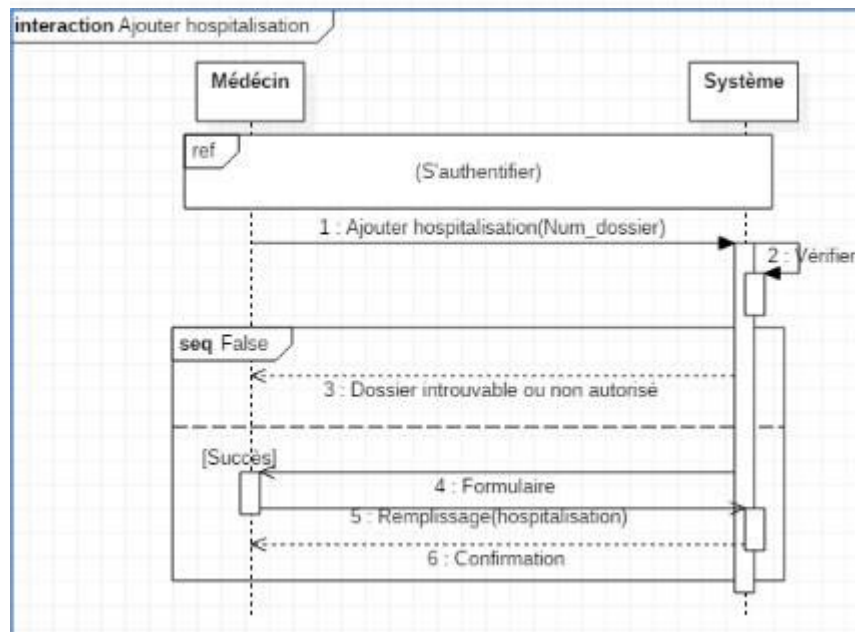 interaction Ajouter hospitalisation
Médécin
Système
ref
(S'authentifier)
1 : Ajouter hospitalisation(Num_dossier)
2 : Vérifier
seq False
3 : Dossier introuvable ou non autorisé
[Succès]
4 : Formulaire
5 : Remplissage(hospitalisation)
6 : Confirmation